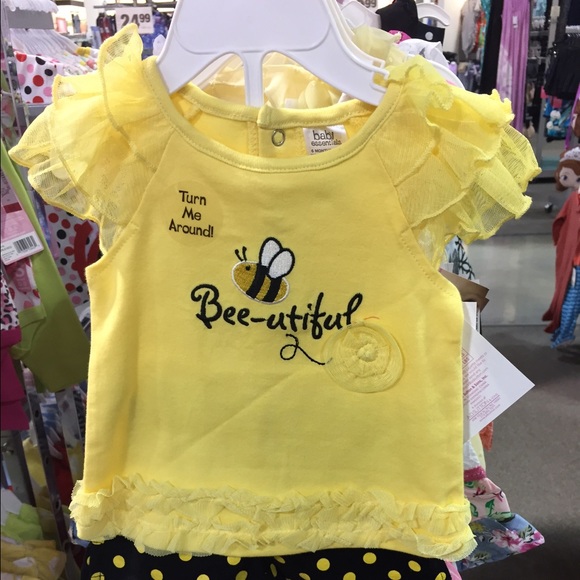 24.99
baby
essentials
Turn
Me
Around!
Bee-utiful